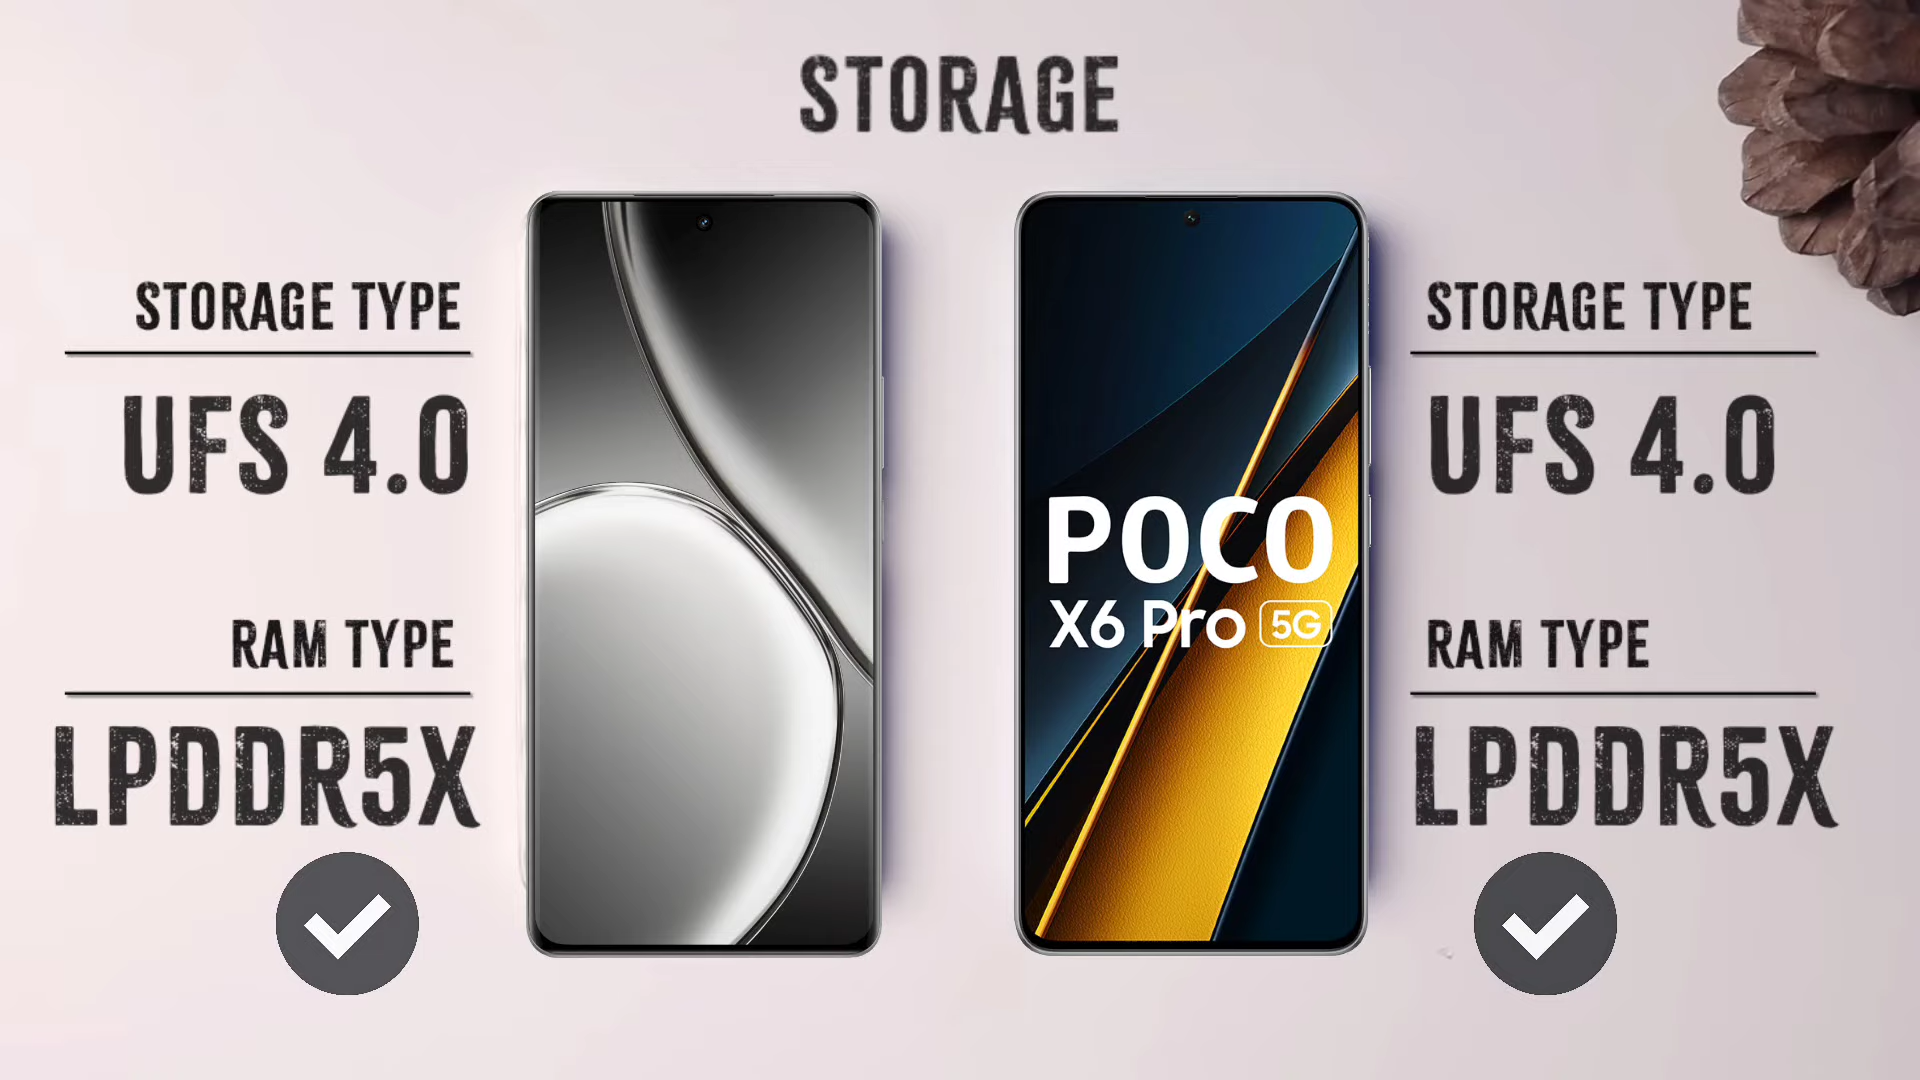 STORAGE
STORAGE TYPE
UFS 4.0
RAM TYPE
LPDDR5X
POCO
X6 Pro 5G
STORAGE TYPE
UFS 4.0
RAM TYPE
LPDDR5X